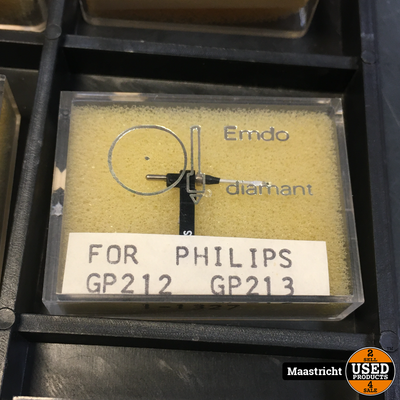 Emdo
diamant
FOR PHILIPS
GP212 GP213
Maastricht
2
SELL
USED
PRODUCTS
4
SALE